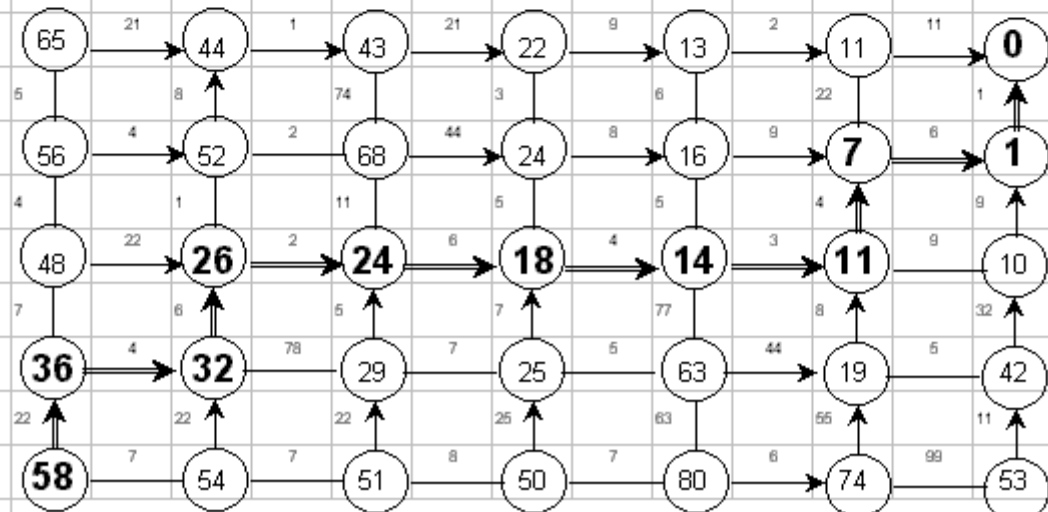 21 1 21 9 2 11
65 44 43 22 13 11 0
5 8 74 3 6 22 1
4 2 44 8 9 6
56 52 68 24 16 7 1
4 1 11 5 5 4 9
22 2 6 4 3 9
48 26 24 18 14 11 10
7 6 5 7 77 8 32
4 78 7 5 44 5
36 32 29 25 63 19 42
22 22 22 25 63 55 11
7 7 8 7 6 99
58 54 51 50 80 74 53